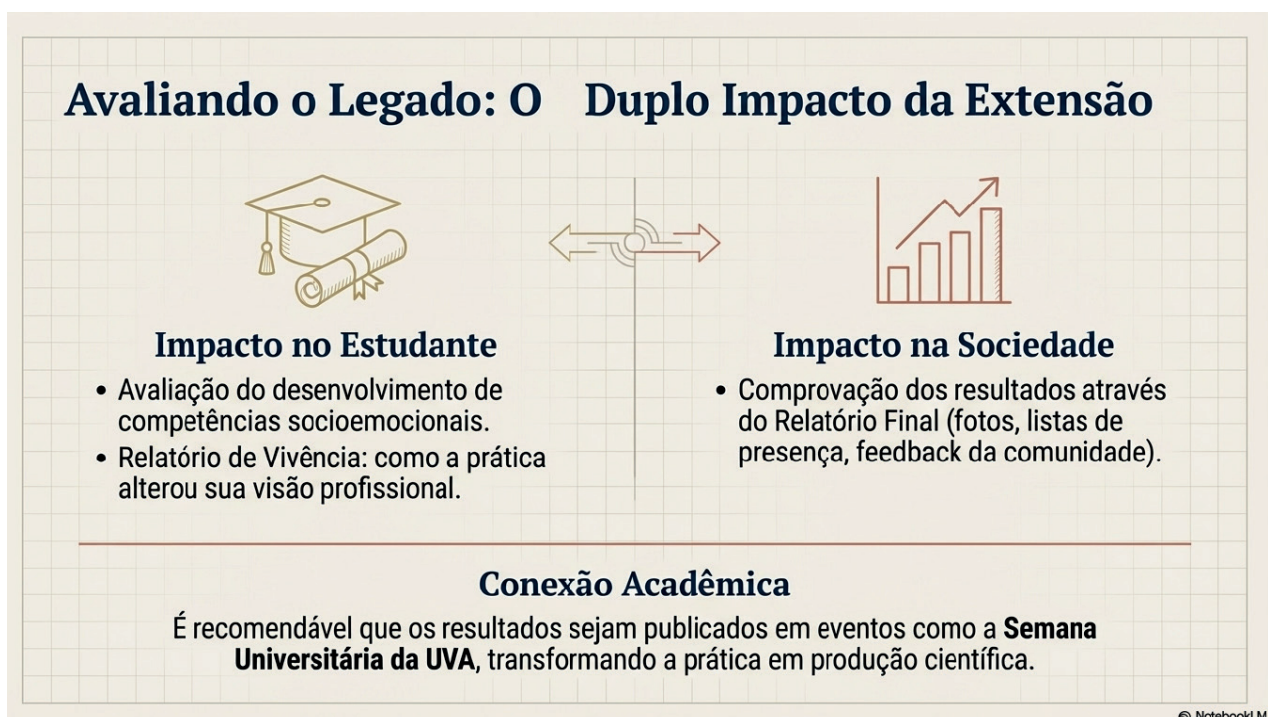 Avaliando o Legado: O Duplo Impacto da Extensão
Impacto no Estudante
• Avaliação do desenvolvimento de
competências socioemocionais.
• Relatório de Vivência: como a prática
alterou sua visão profissional.
Impacto na Sociedade
• Comprovação dos resultados através
do Relatório Final (fotos, listas de
presença, feedback da comunidade).
Conexão Acadêmica
É recomendável que os resultados sejam publicados em eventos como a Semana
Universitária da UVA, transformando a prática em produção científica.
NotebookLM